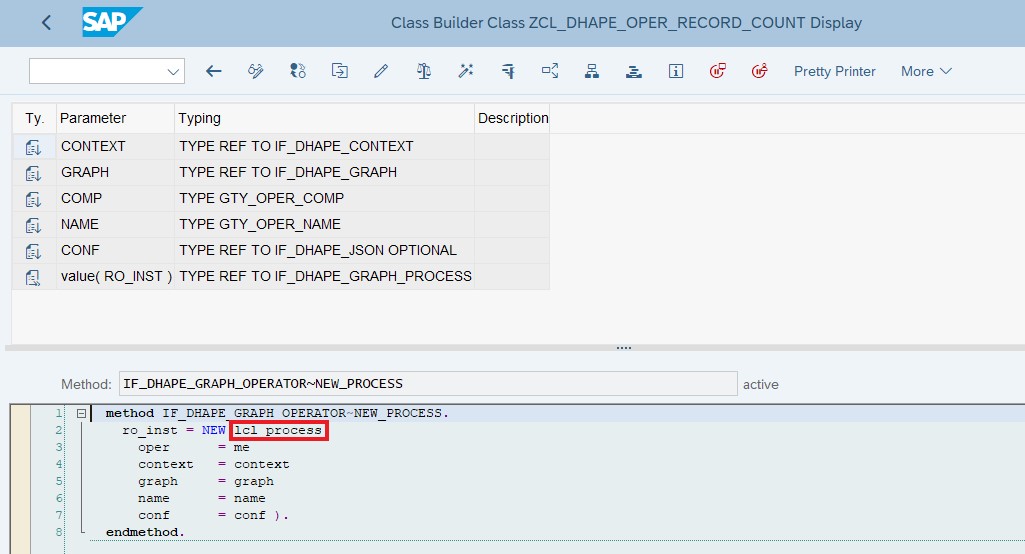 SAP
Class Builder Class ZCL_DHAPE_OPER_RECORD_COUNT Display
Pretty Printer More
Ty. Parameter Typing Description
CONTEXT TYPE REF TO IF_DHAPE_CONTEXT
GRAPH TYPE REF TO IF_DHAPE_GRAPH
COMP TYPE GTY_OPER_COMP
NAME TYPE GTY_OPER_NAME
CONF TYPE REF TO IF_DHAPE_JSON OPTIONAL
value( RO_INST ) TYPE REF TO IF_DHAPE_GRAPH_PROCESS
Method: IF_DHAPE_GRAPH_OPERATOR~NEW_PROCESS active
1 method IF_DHAPE_GRAPH_OPERATOR~NEW_PROCESS.
2 ro_inst = NEW lcl_process
3 oper = me
4 context = context
5 graph = graph
6 name = name
7 conf = conf ).
8 endmethod.